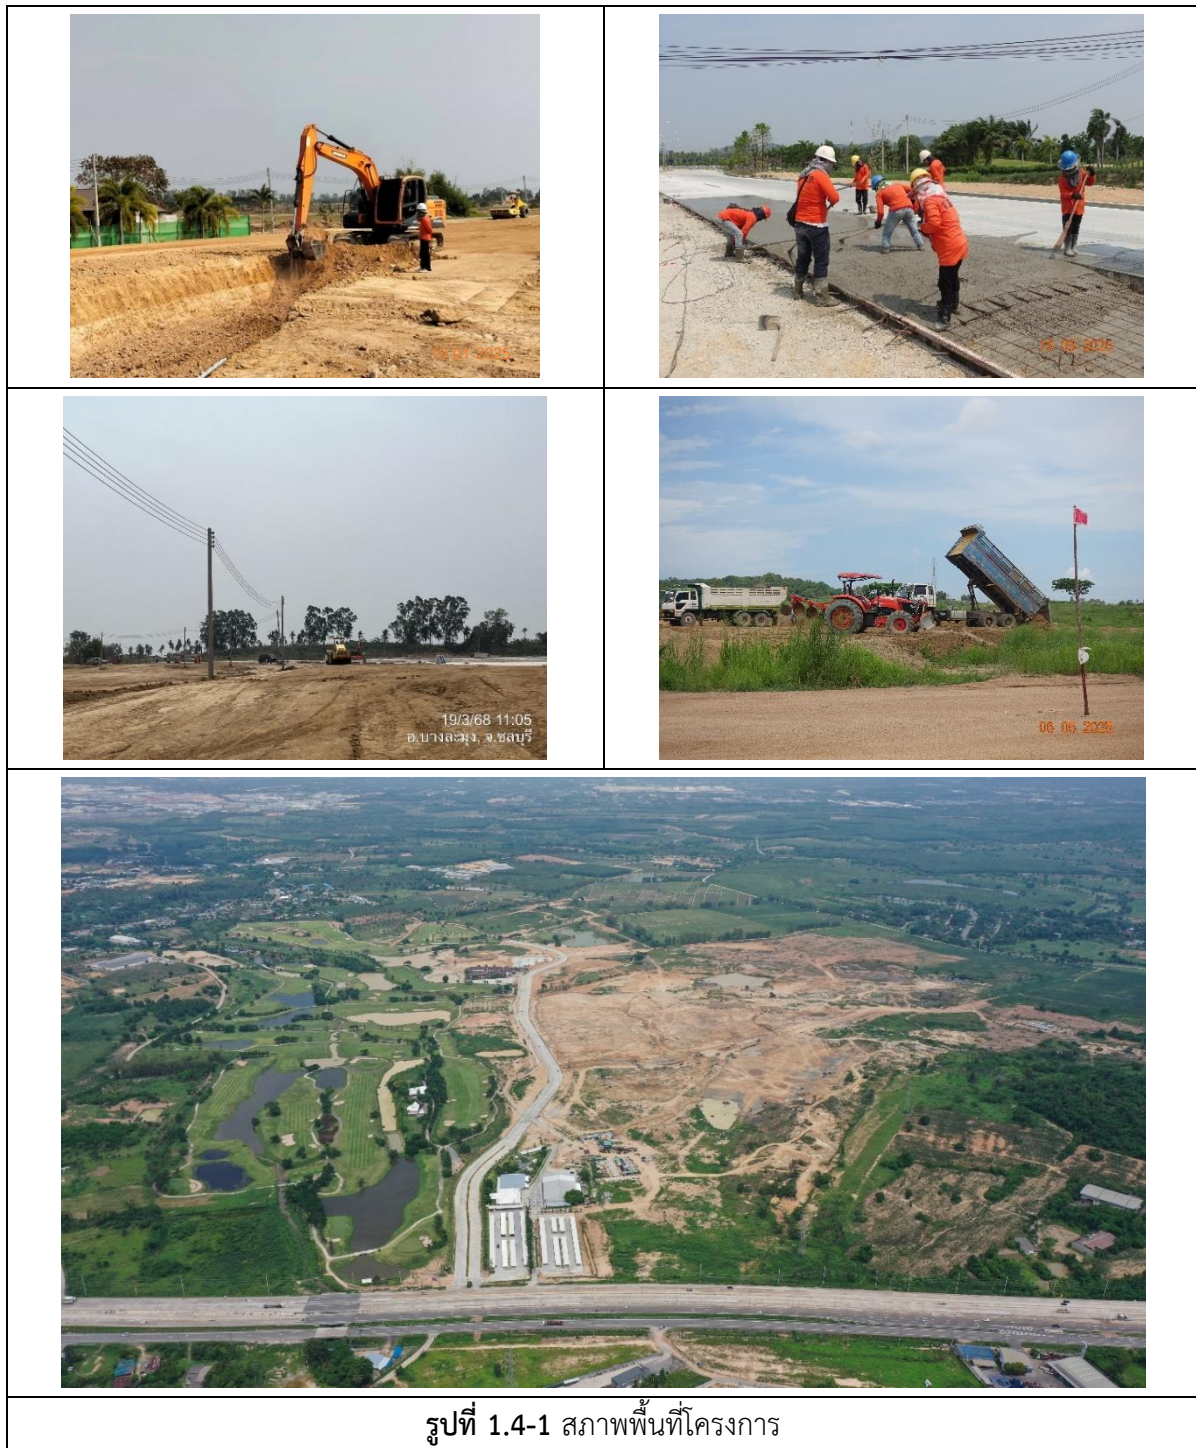 19/3/68 11:05
อ.บางละมุง, จ.ชลบุรี
06 06 2025
รูปที่ 1.4-1 สภาพพื้นที่โครงการ